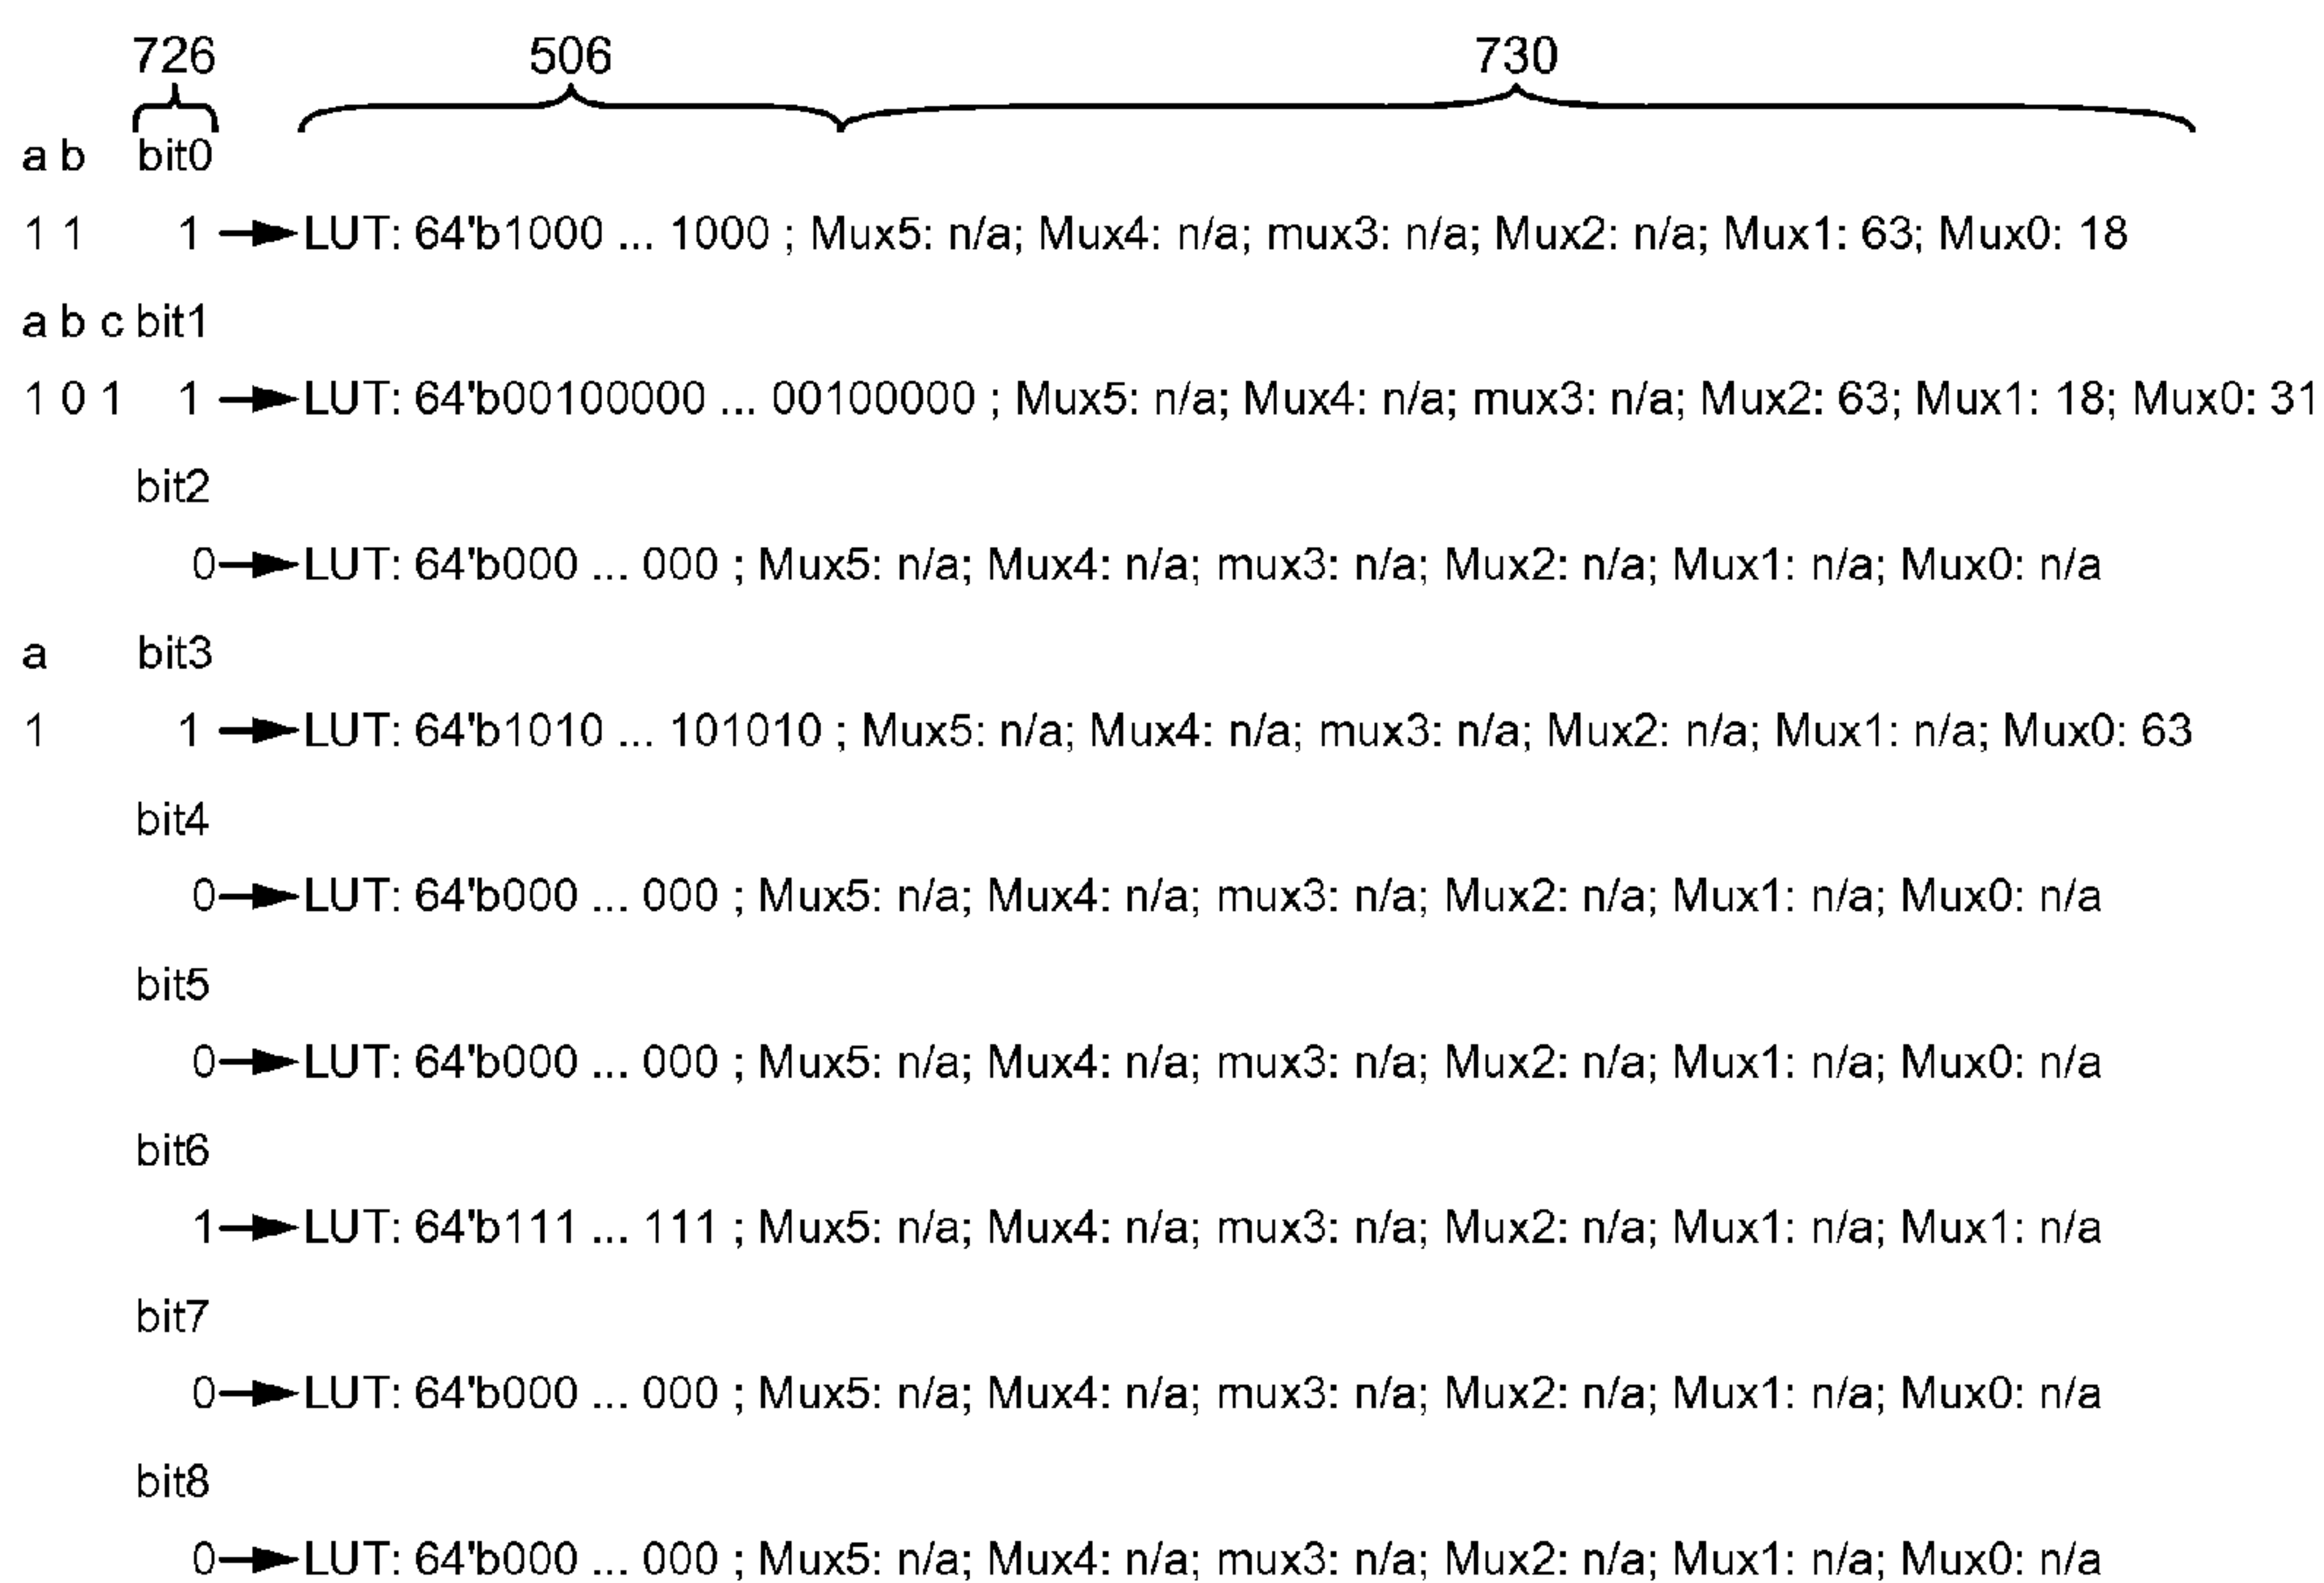 726 506 730
a b bit0
1 1 1 LUT: 64'b1000 ... 1000 ; Mux5: n/a; Mux4: n/a; mux3: n/a; Mux2: n/a; Mux1: 63; Mux0: 18
a b c bit1
1 0 1 1 LUT: 64'b00100000 ... 00100000 ; Mux5: n/a; Mux4: n/a; mux3: n/a; Mux2: 63; Mux1: 18; Mux0: 31
bit2
0 LUT: 64'b000 ... 000 ; Mux5: n/a; Mux4: n/a; mux3: n/a; Mux2: n/a; Mux1: n/a; Mux0: n/a
a bit3
1 1 LUT: 64'b1010 ... 101010 ; Mux5: n/a; Mux4: n/a; mux3: n/a; Mux2: n/a; Mux1: n/a; Mux0: 63
bit4
0 LUT: 64'b000 ... 000 ; Mux5: n/a; Mux4: n/a; mux3: n/a; Mux2: n/a; Mux1: n/a; Mux0: n/a
bit5
0 LUT: 64'b000 ... 000 ; Mux5: n/a; Mux4: n/a; mux3: n/a; Mux2: n/a; Mux1: n/a; Mux0: n/a
bit6
1 LUT: 64'b111 ... 111 ; Mux5: n/a; Mux4: n/a; mux3: n/a; Mux2: n/a; Mux1: n/a; Mux1: n/a
bit7
0 LUT: 64'b000 ... 000 ; Mux5: n/a; Mux4: n/a; mux3: n/a; Mux2: n/a; Mux1: n/a; Mux0: n/a
bit8
0 LUT: 64'b000 ... 000 ; Mux5: n/a; Mux4: n/a; mux3: n/a; Mux2: n/a; Mux1: n/a; Mux0: n/a